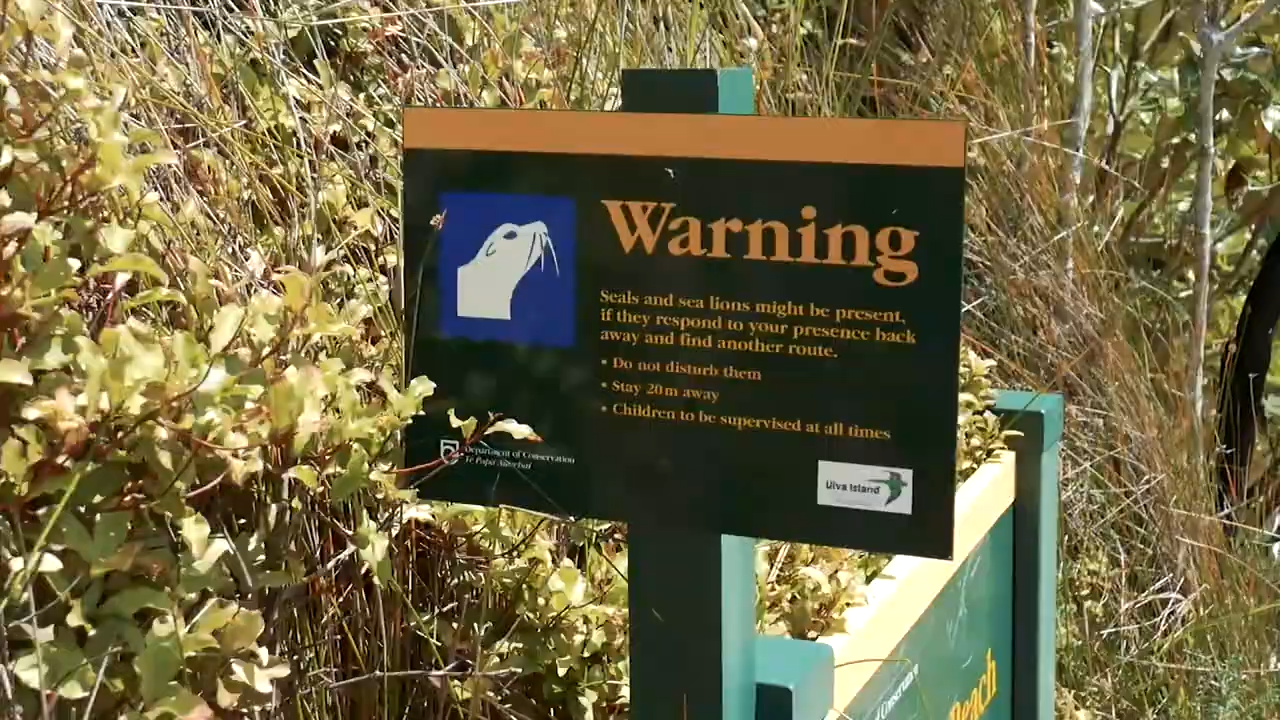 Warning
Seals and sea lions might be present,
if they respond to your presence back
away and find another route.
• Do not disturb them
• Stay 20m away
• Children to be supervised at all times
Department of Conservation
Te Papa Atawhai
Ulva Island
Beach